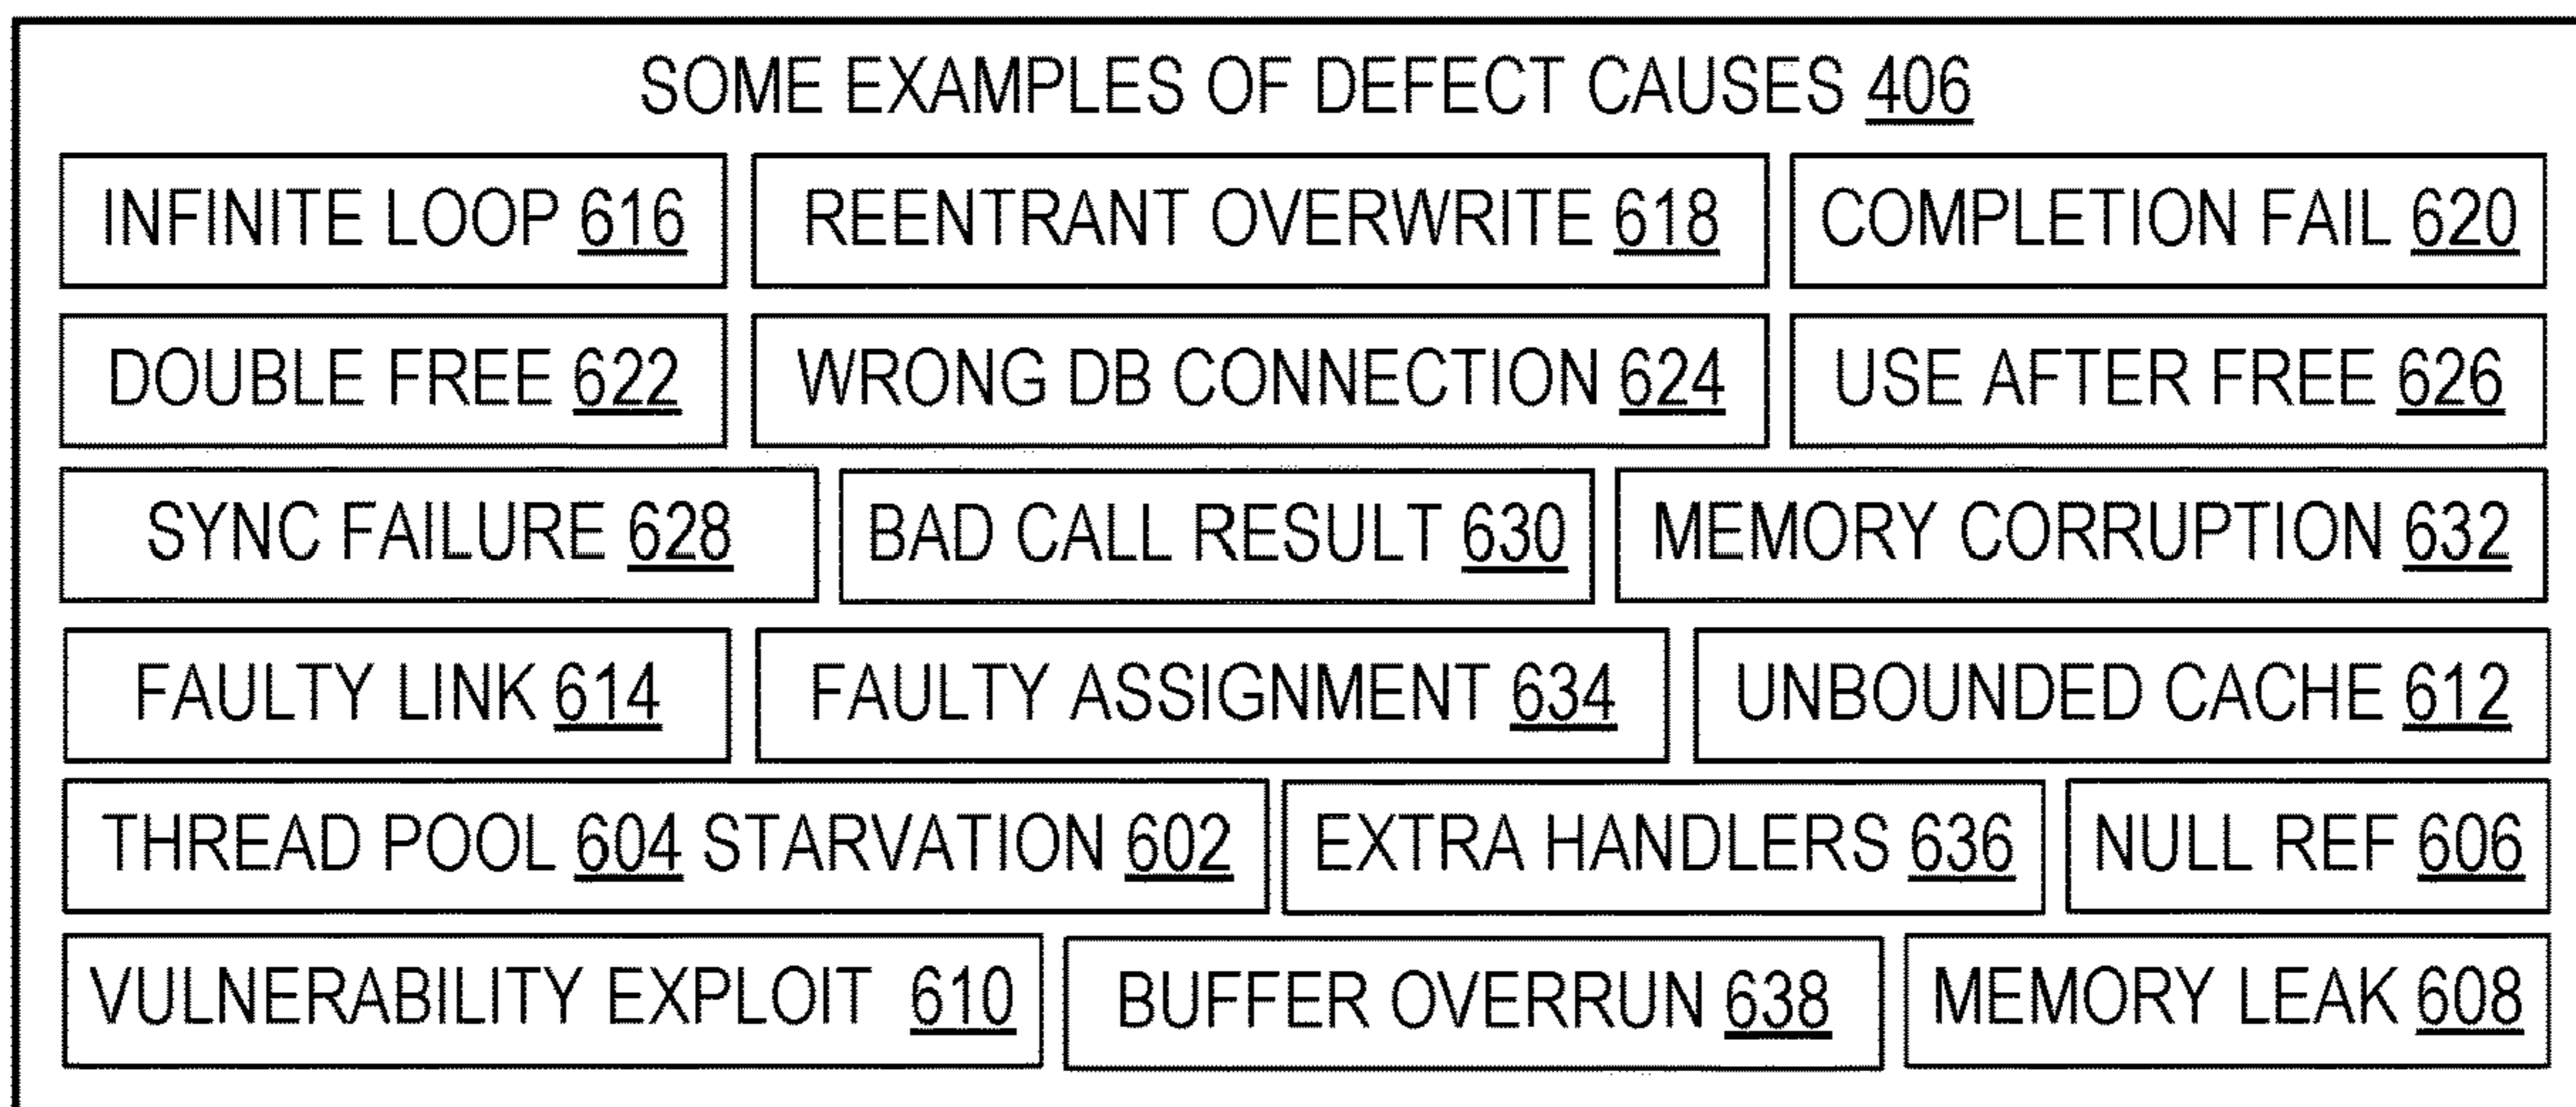 SOME EXAMPLES OF DEFECT CAUSES 406
INFINITE LOOP 616
REENTRANT OVERWRITE 618
COMPLETION FAIL 620
DOUBLE FREE 622
WRONG DB CONNECTION 624
USE AFTER FREE 626
SYNC FAILURE 628
BAD CALL RESULT 630
MEMORY CORRUPTION 632
FAULTY LINK 614
FAULTY ASSIGNMENT 634
UNBOUNDED CACHE 612
THREAD POOL 604 STARVATION 602
EXTRA HANDLERS 636
NULL REF 606
VULNERABILITY EXPLOIT 610
BUFFER OVERRUN 638
MEMORY LEAK 608